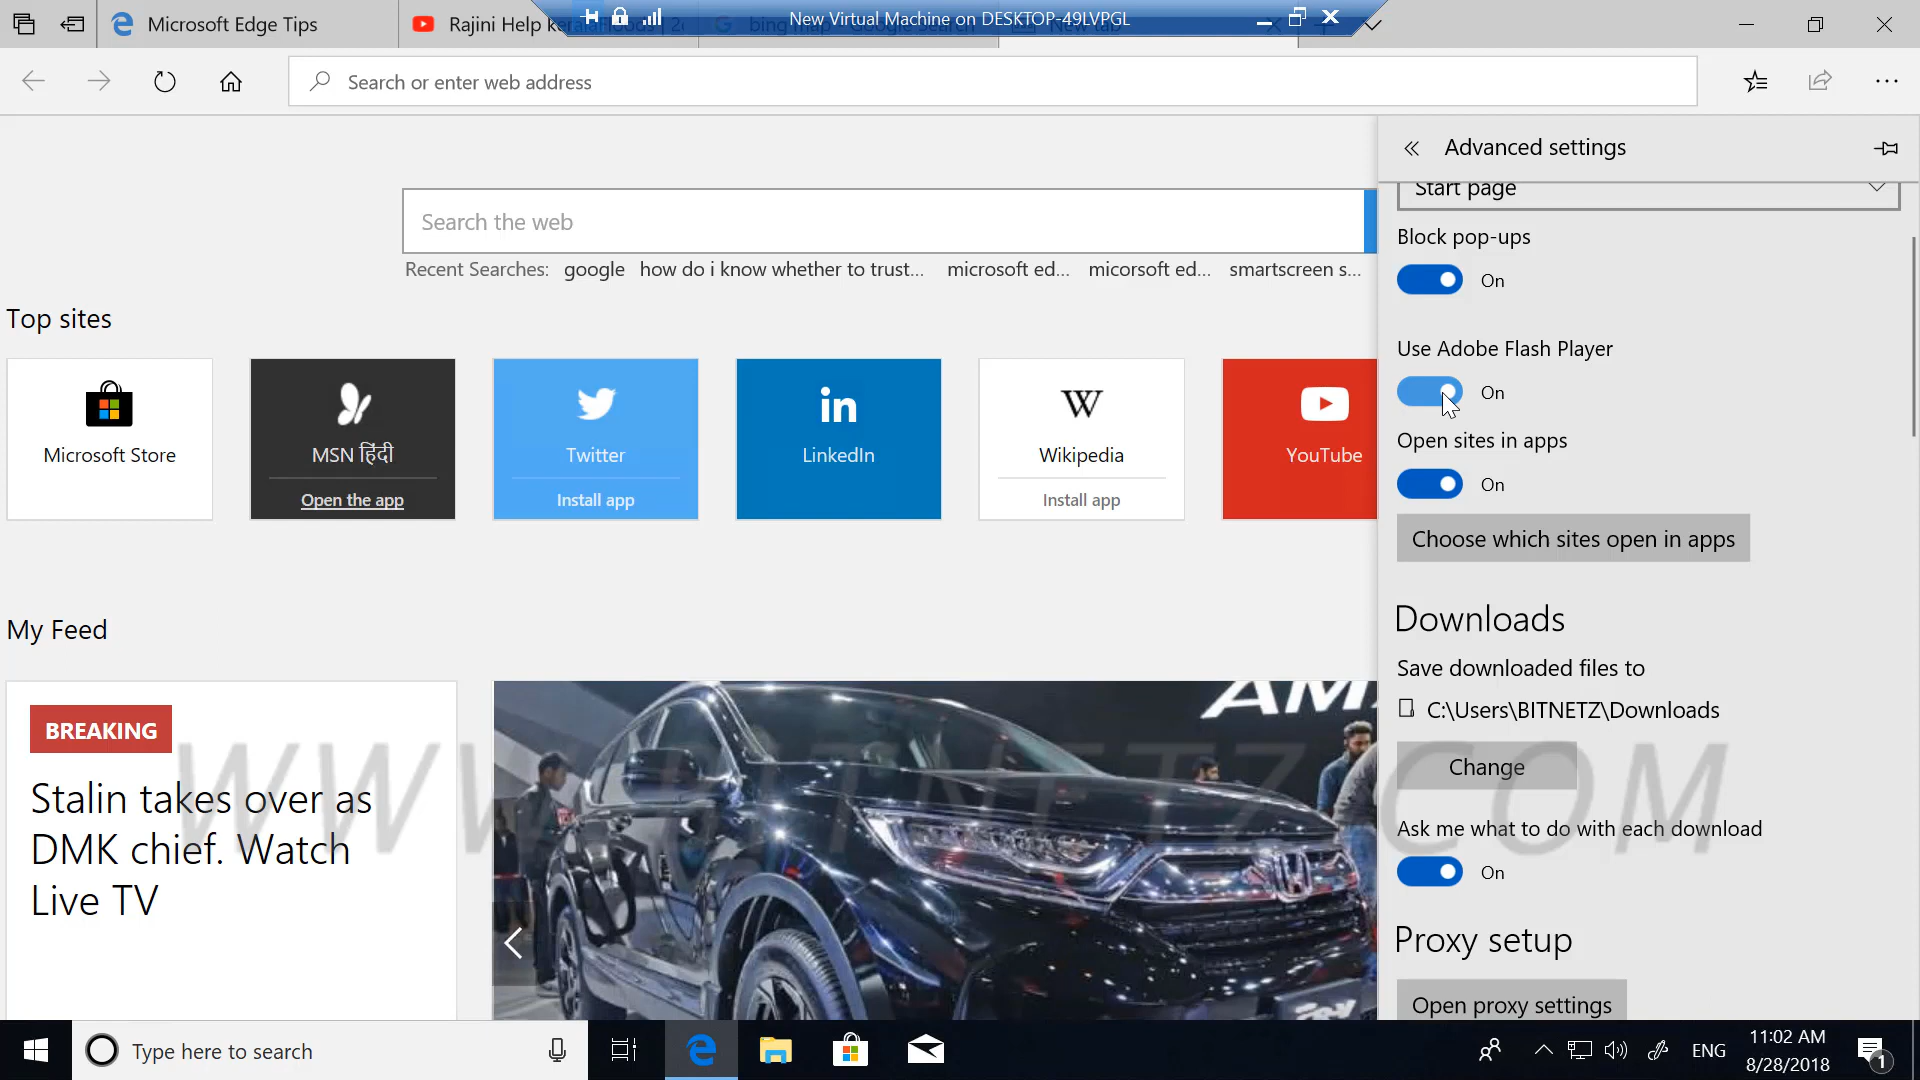 Microsoft Edge Tips
Rajini Help
New Virtual Machine on DESKTOP-49LVPGL
Search or enter web address
Advanced settings
Start page
Search the web
Block pop-ups
On
Recent Searches: google how do i know whether to trust... microsoft ed... micorsoft ed... smartscreen s...
Top sites
Use Adobe Flash Player
On
Microsoft Store
MSN हिंदी
Open the app
Twitter
Install app
LinkedIn
W
Wikipedia
Install app
YouTube
Open sites in apps
On
Choose which sites open in apps
Downloads
Save downloaded files to
C:\Users\BITNETZ\Downloads
Change
Ask me what to do with each download
On
Proxy setup
Open proxy settings
My Feed
BREAKING
Stalin takes over as
DMK chief. Watch
Live TV
WWW.BITNETZ.COM
Type here to search
ENG
11:02 AM
8/28/2018
1